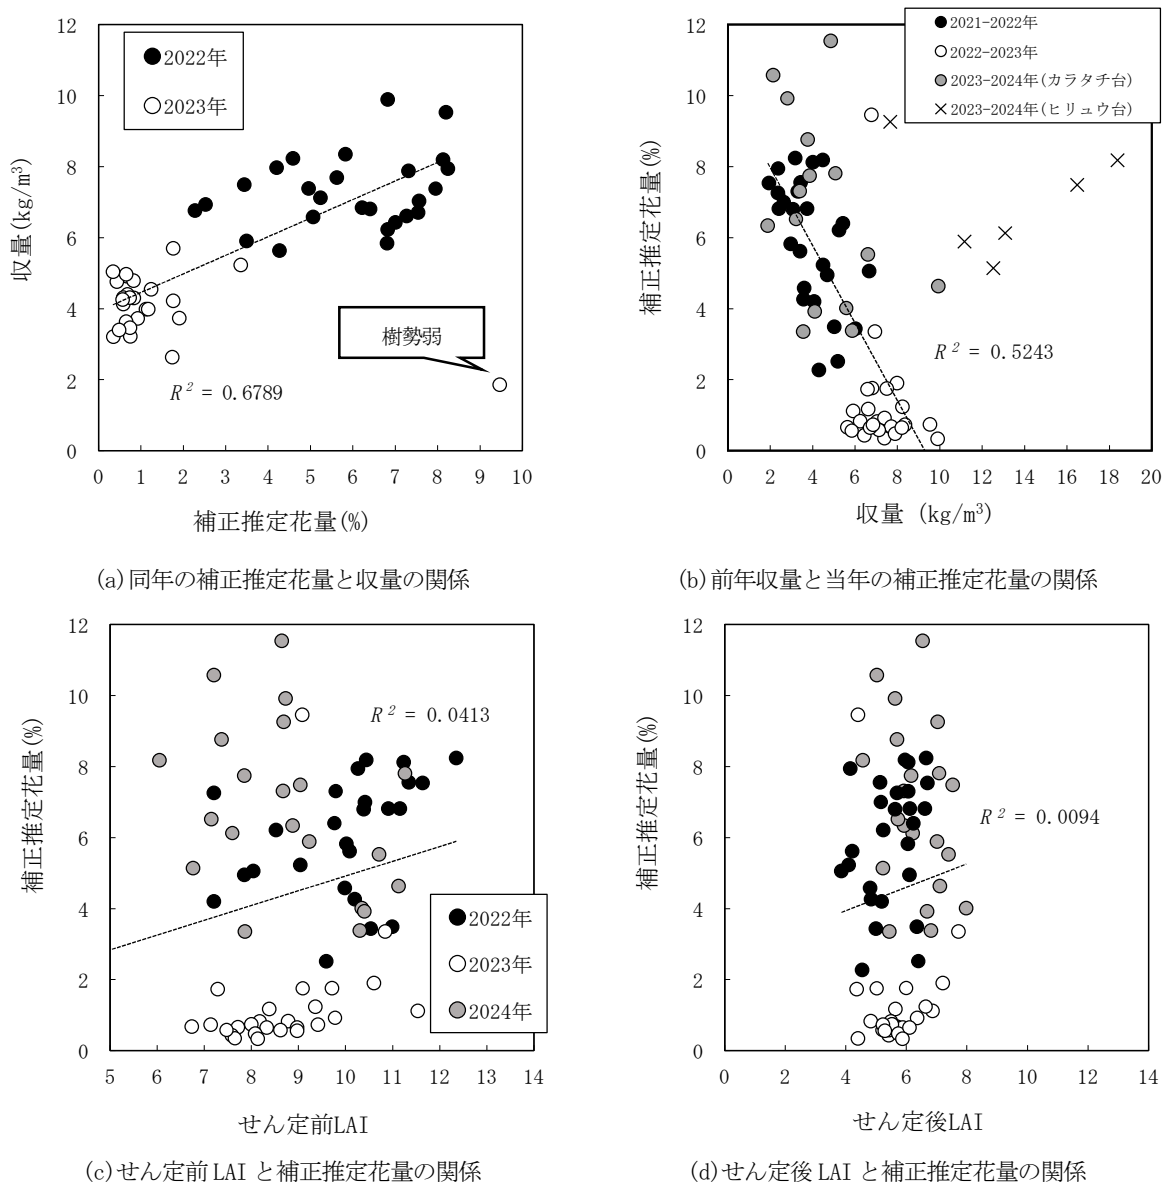 12
10
8
6
4
2
0
収量(kg/m³)
2022年
2023年
樹勢弱
R² = 0.6789
0 1 2 3 4 5 6 7 8 9 10
補正推定花量(%)
(a)同年の補正推定花量と収量の関係
12
10
8
6
4
2
0
補正推定花量(%)
2021-2022年
2022-2023年
2023-2024年(カラタチ台)
2023-2024年(ヒリュウ台)
R² = 0.5243
0 2 4 6 8 10 12 14 16 18 20
収量 (kg/m³)
(b)前年収量と当年の補正推定花量の関係
12
10
8
6
4
2
0
補正推定花量(%)
R² = 0.0413
2022年
2023年
2024年
5 6 7 8 9 10 11 12 13 14
せん定前LAI
(c)せん定前 LAI と補正推定花量の関係
12
10
8
6
4
2
0
補正推定花量(%)
R² = 0.0094
0 2 4 6 8 10 12 14
せん定後LAI
(d)せん定後 LAI と補正推定花量の関係